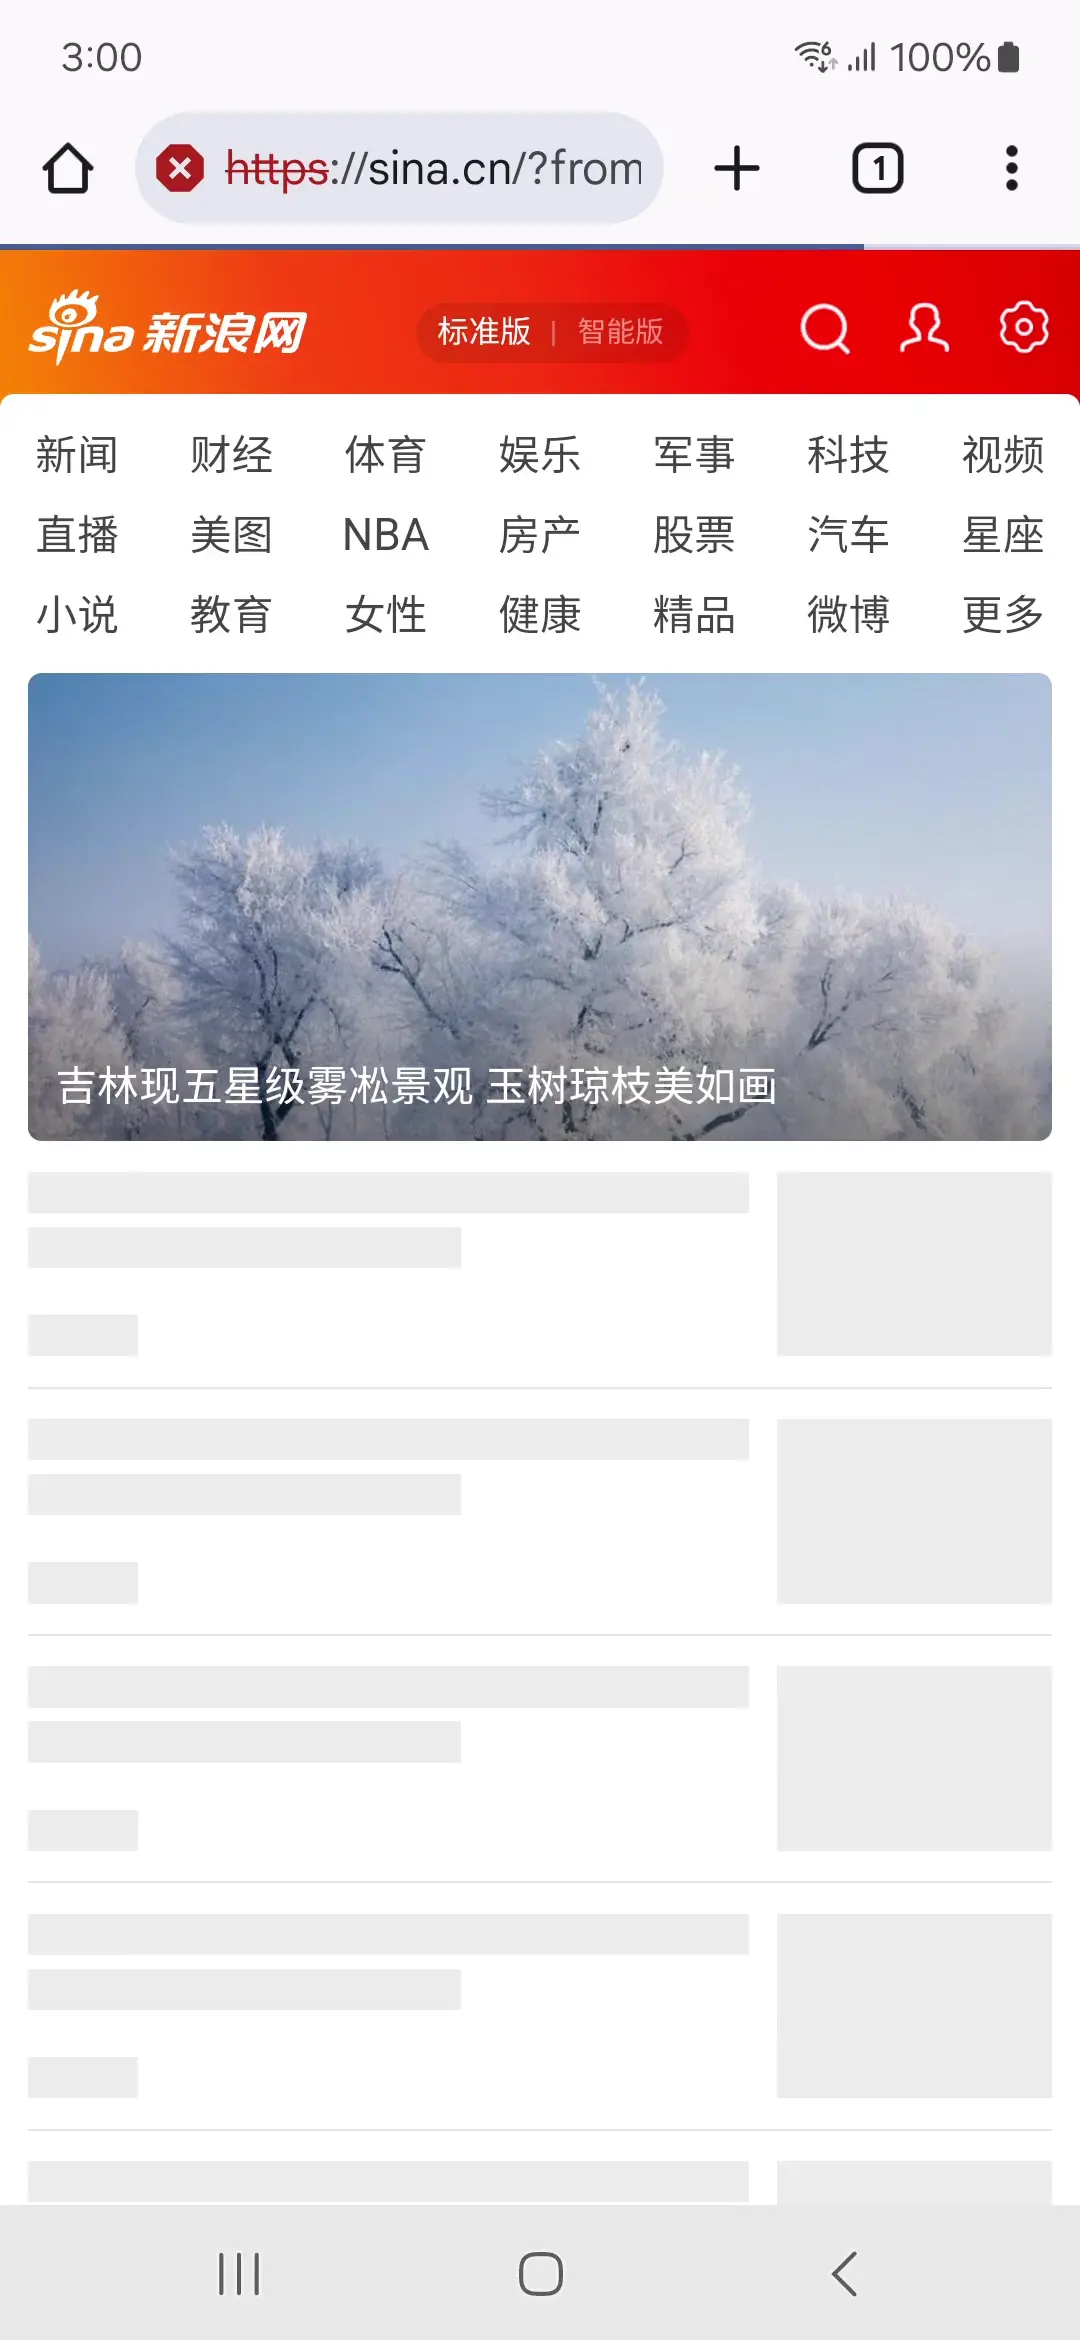 3:00 6 100%
https://sina.cn/?from
1
sina 新浪网 标准版 | 智能版
新闻 财经 体育 娱乐 军事 科技 视频
直播 美图 NBA 房产 股票 汽车 星座
小说 教育 女性 健康 精品 微博 更多
吉林现五星级雾凇景观 玉树琼枝美如画